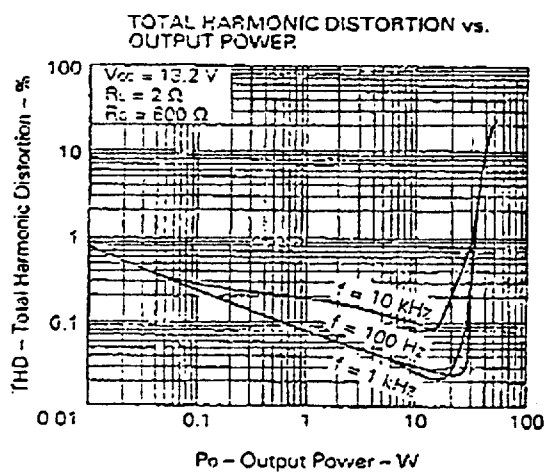 TOTAL HARMONIC DISTORTION vs.
OUTPUT POWER
THD – Total Harmonic Distortion – %
Vcc = 13.2 V
RL = 2 Ω
RG = 600 Ω
100
10
1
0.1
f = 10 kHz
f = 100 Hz
f = 1 kHz
0.01
0.1
1
10
100
Po – Output Power – W